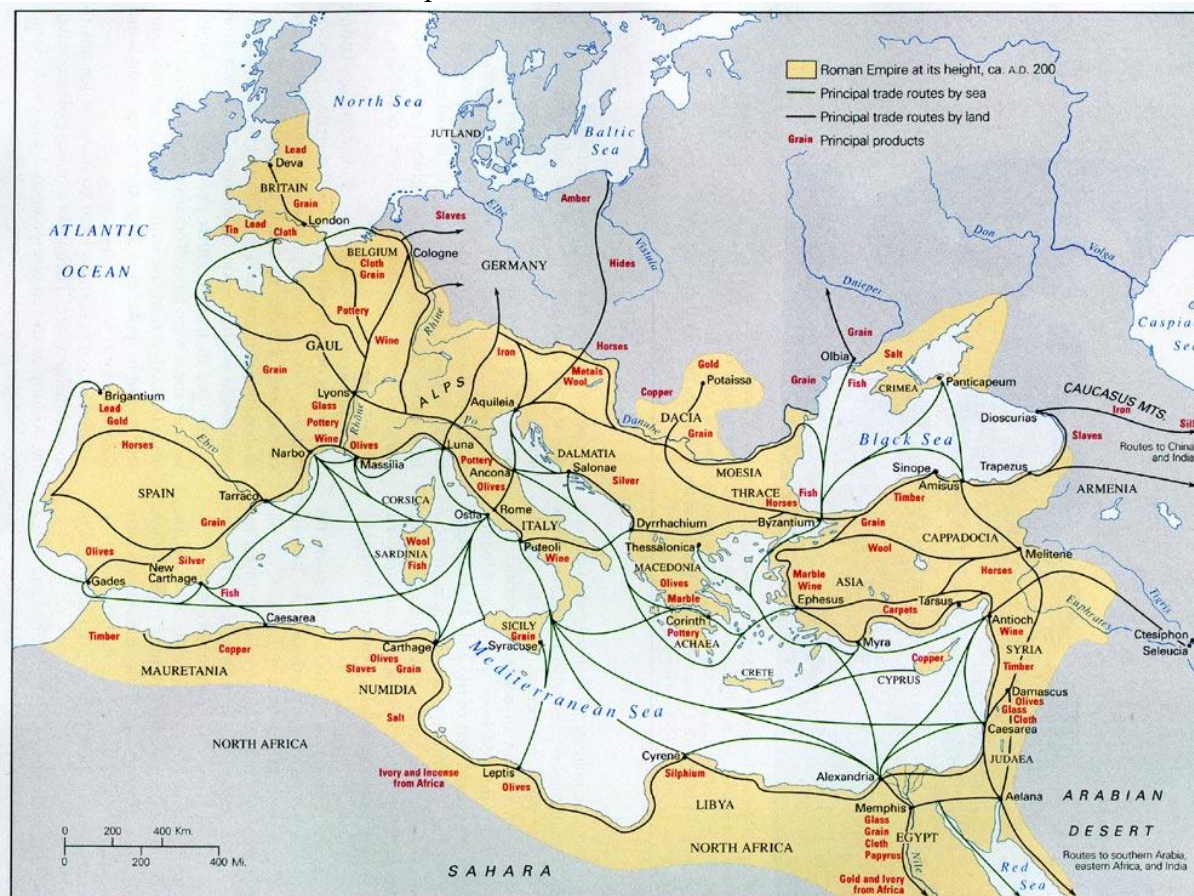 Roman Empire at its height, ca. A.D. 200
Principal trade routes by sea
Principal trade routes by land
Grain Principal products
North Sea
JUTLAND
Baltic
Sea
Lead
Deva
BRITAIN
Grain
London
Tin
Lead
Cloth
ATLANTIC
OCEAN
Slaves
Elbe
Amber
Vistula
Hides
Don
Volga
Dnieper
Caspia
Se
BELGIUM
Cloth
Grain
Cologne
GERMANY
Pottery
Wine
Rhine
GAUL
Grain
Lyons
Glass
Pottery
Wine
Rhône
Olives
ALPS
Iron
Horses
Metals
Wool
Aquileia
Po
Copper
Gold
Potaissa
DACIA
Grain
Danube
Grain
Olbia
Grain
Fish
Salt
CRIMEA
Panticapeum
Dioscurias
CAUCASUS MTS.
Iron
Sil
Slaves
Routes to China
and India
Brigantium
Lead
Gold
Horses
Ebro
SPAIN
Tarraco
Grain
Olives
Silver
New
Carthage
Gades
Fish
Narbo
Massilia
Luna
CORSICA
Pottery
Ancona
Olives
Ostia
Rome
ITALY
Puteoli
Wine
Wool
SARDINIA
Fish
DALMATIA
Salonae
Silver
Dyrrhachium
MOESIA
THRACE
Horses
Fish
Byzantium
Black Sea
Sinope
Amisus
Timber
Trapezus
ARMENIA
Thessalonica
MACEDONIA
Olives
Marble
Corinth
Pottery
ACHAEA
Grain
Wool
CAPPADOCIA
Melitene
Horses
Marble
Wine
ASIA
Ephesus
Carpets
Tarsus
Myra
Antioch
Wine
SYRIA
Timber
Euphrates
Tigris
Ctesiphon
Seleucia
Copper
CYPRUS
CRETE
Damascus
Olives
Glass
Cloth
Caesarea
JUDAEA
Timber
Caesarea
Copper
MAURETANIA
Carthage
Olives
Slaves
Grain
NUMIDIA
Salt
SICILY
Grain
Syracuse
Mediterranean Sea
NORTH AFRICA
Ivory and Incense
from Africa
Leptis
Olives
Cyrene
Silphium
LIBYA
NORTH AFRICA
Alexandria
Memphis
Glass
Grain
Cloth
Papyrus
EGYPT
Nile
Gold and Ivory
from Africa
Aelana
ARABIAN
DESERT
Routes to southern Arabia,
eastern Africa, and India
Red
Sea
SAHARA
0 200 400 Km.
0 200 400 Mi.